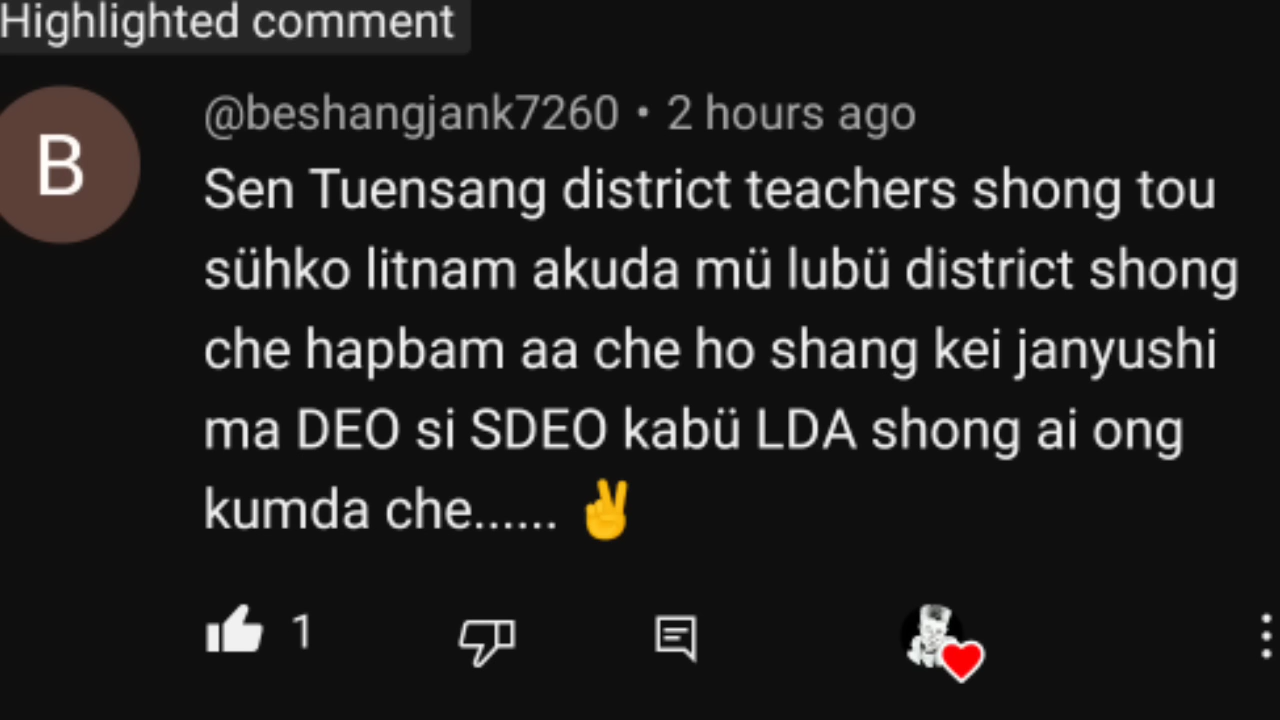 Highlighted comment
B
@beshangjank7260 • 2 hours ago
Sen Tuensang district teachers shong tou
sühko litnam akuda mü lubü district shong
che hapbam aa che ho shang kei janyushi
ma DEO si SDEO kabü LDA shong ai ong
kumda che...... ✌️
1